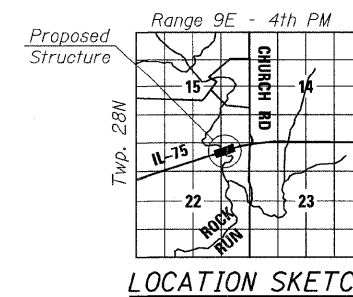 Range 9E - 4th PM
Proposed
Structure
Twp. 28N
15
CHURCH RD
14
IL-75
22
23
ROCK
RUN
LOCATION SKETC